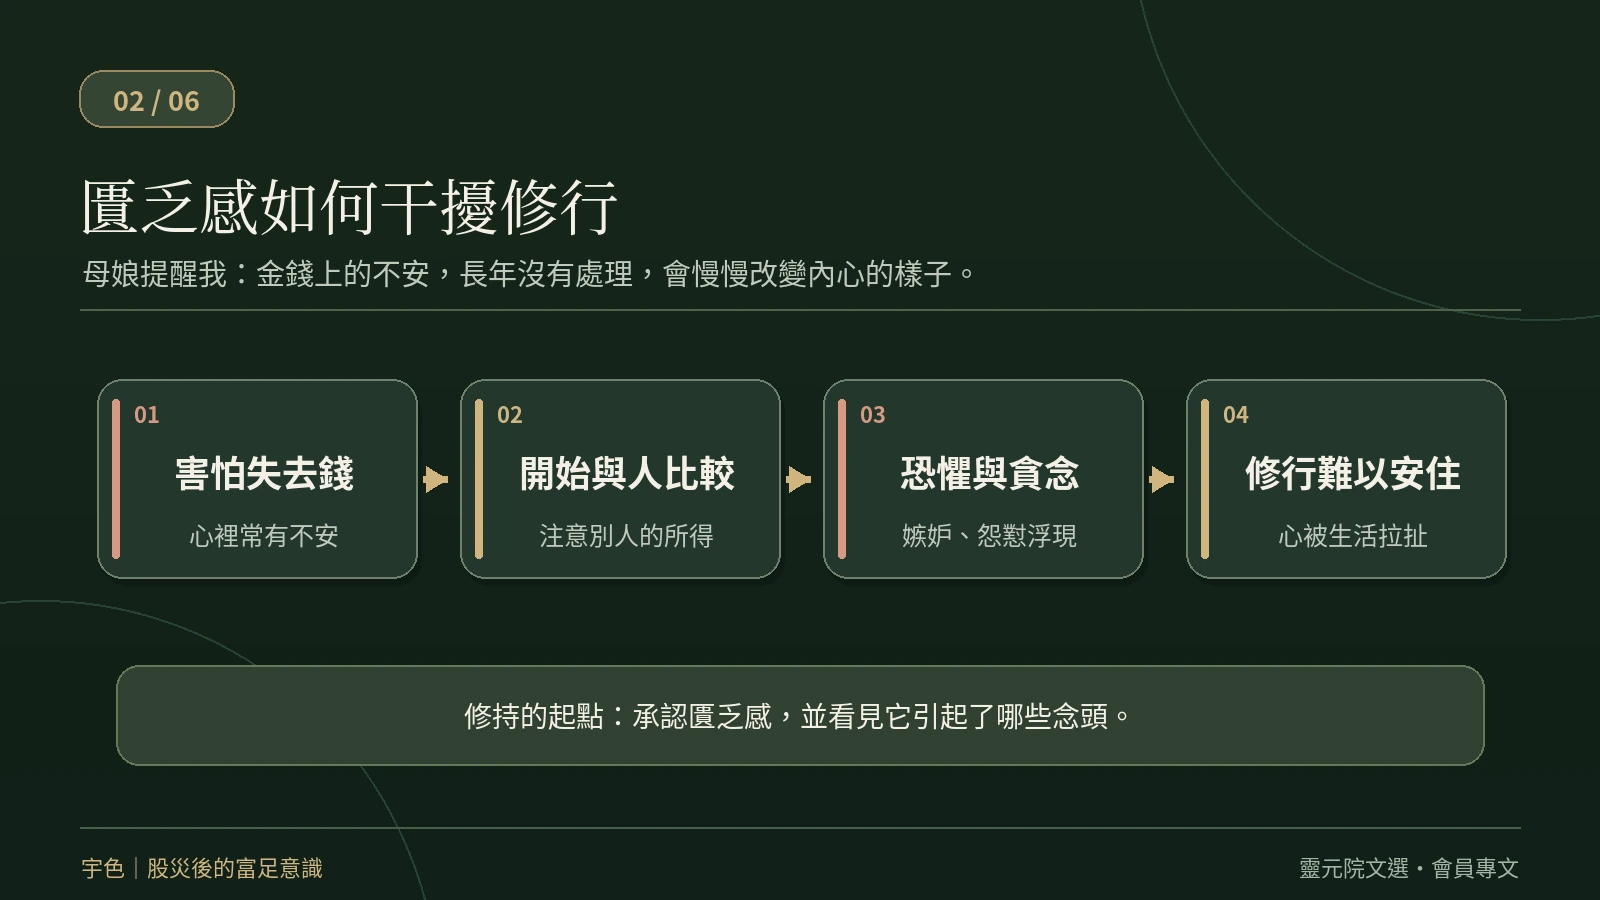 02 / 06
匱乏感如何干擾修行
母娘提醒我：金錢上的不安，長年沒有處理，會慢慢改變內心的樣子。
01
害怕失去錢
心裡常有不安
02
開始與人比較
注意別人的所得
03
恐懼與貪念
嫉妒、怨懟浮現
04
修行難以安住
心被生活拉扯
修持的起點：承認匱乏感，並看見它引起了哪些念頭。
宇色｜股災後的富足意識
靈元院文選・會員專文